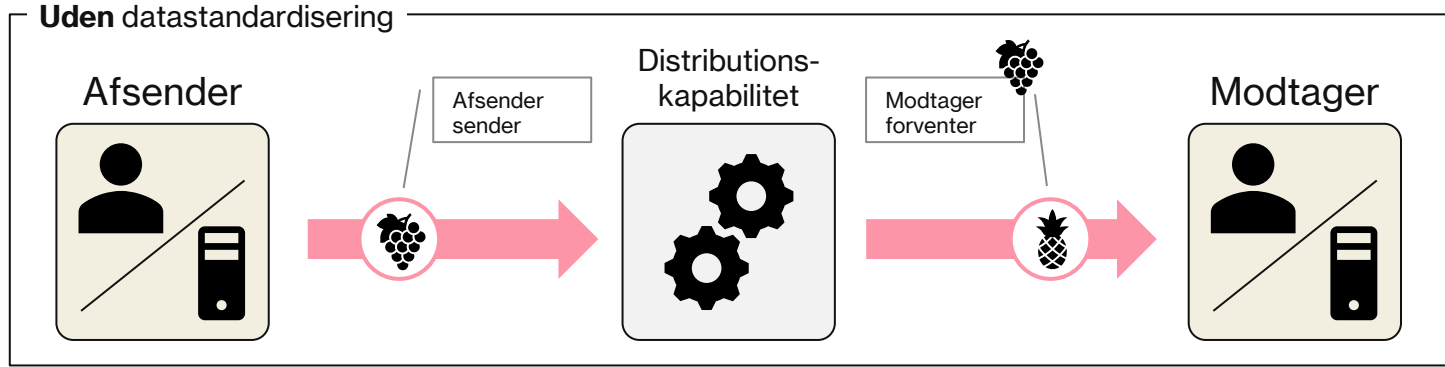 Uden datastandardisering
Afsender
Afsender
sender
Distributions-
kapabilitet
Modtager
forventer
Modtager